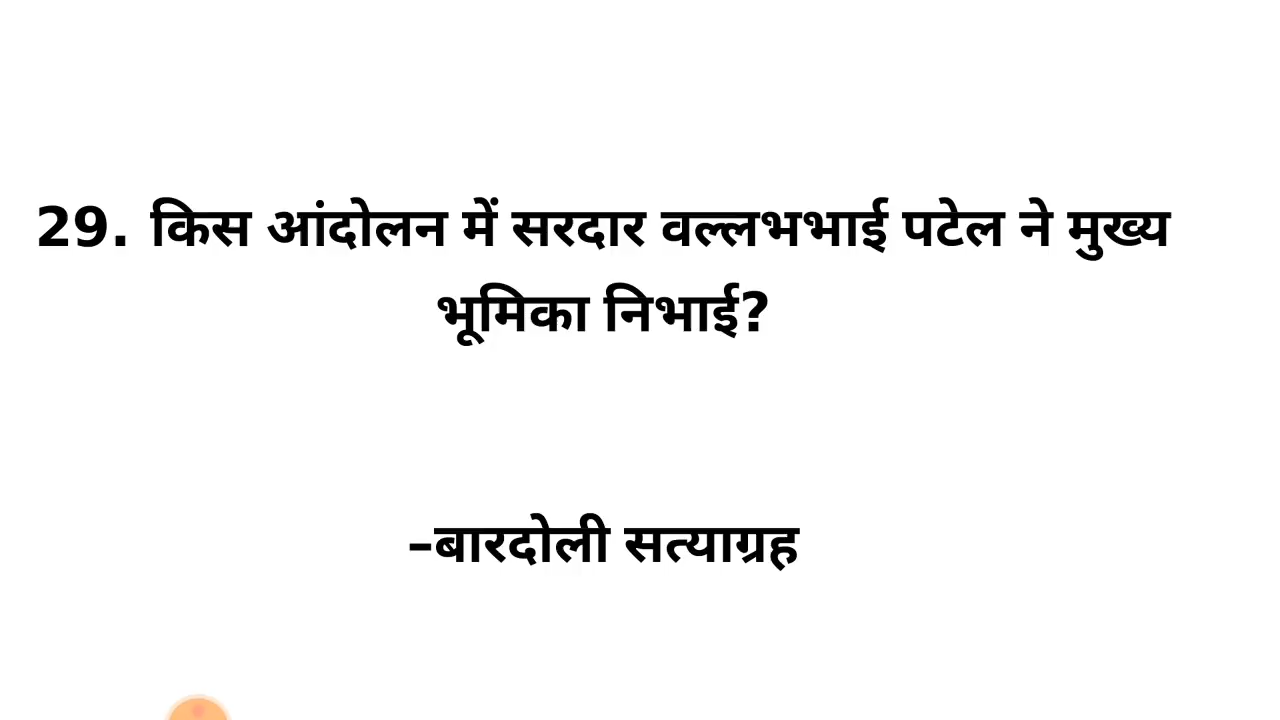 29. किस आंदोलन में सरदार वल्लभभाई पटेल ने मुख्य
भूमिका निभाई?
–बारदोली सत्याग्रह